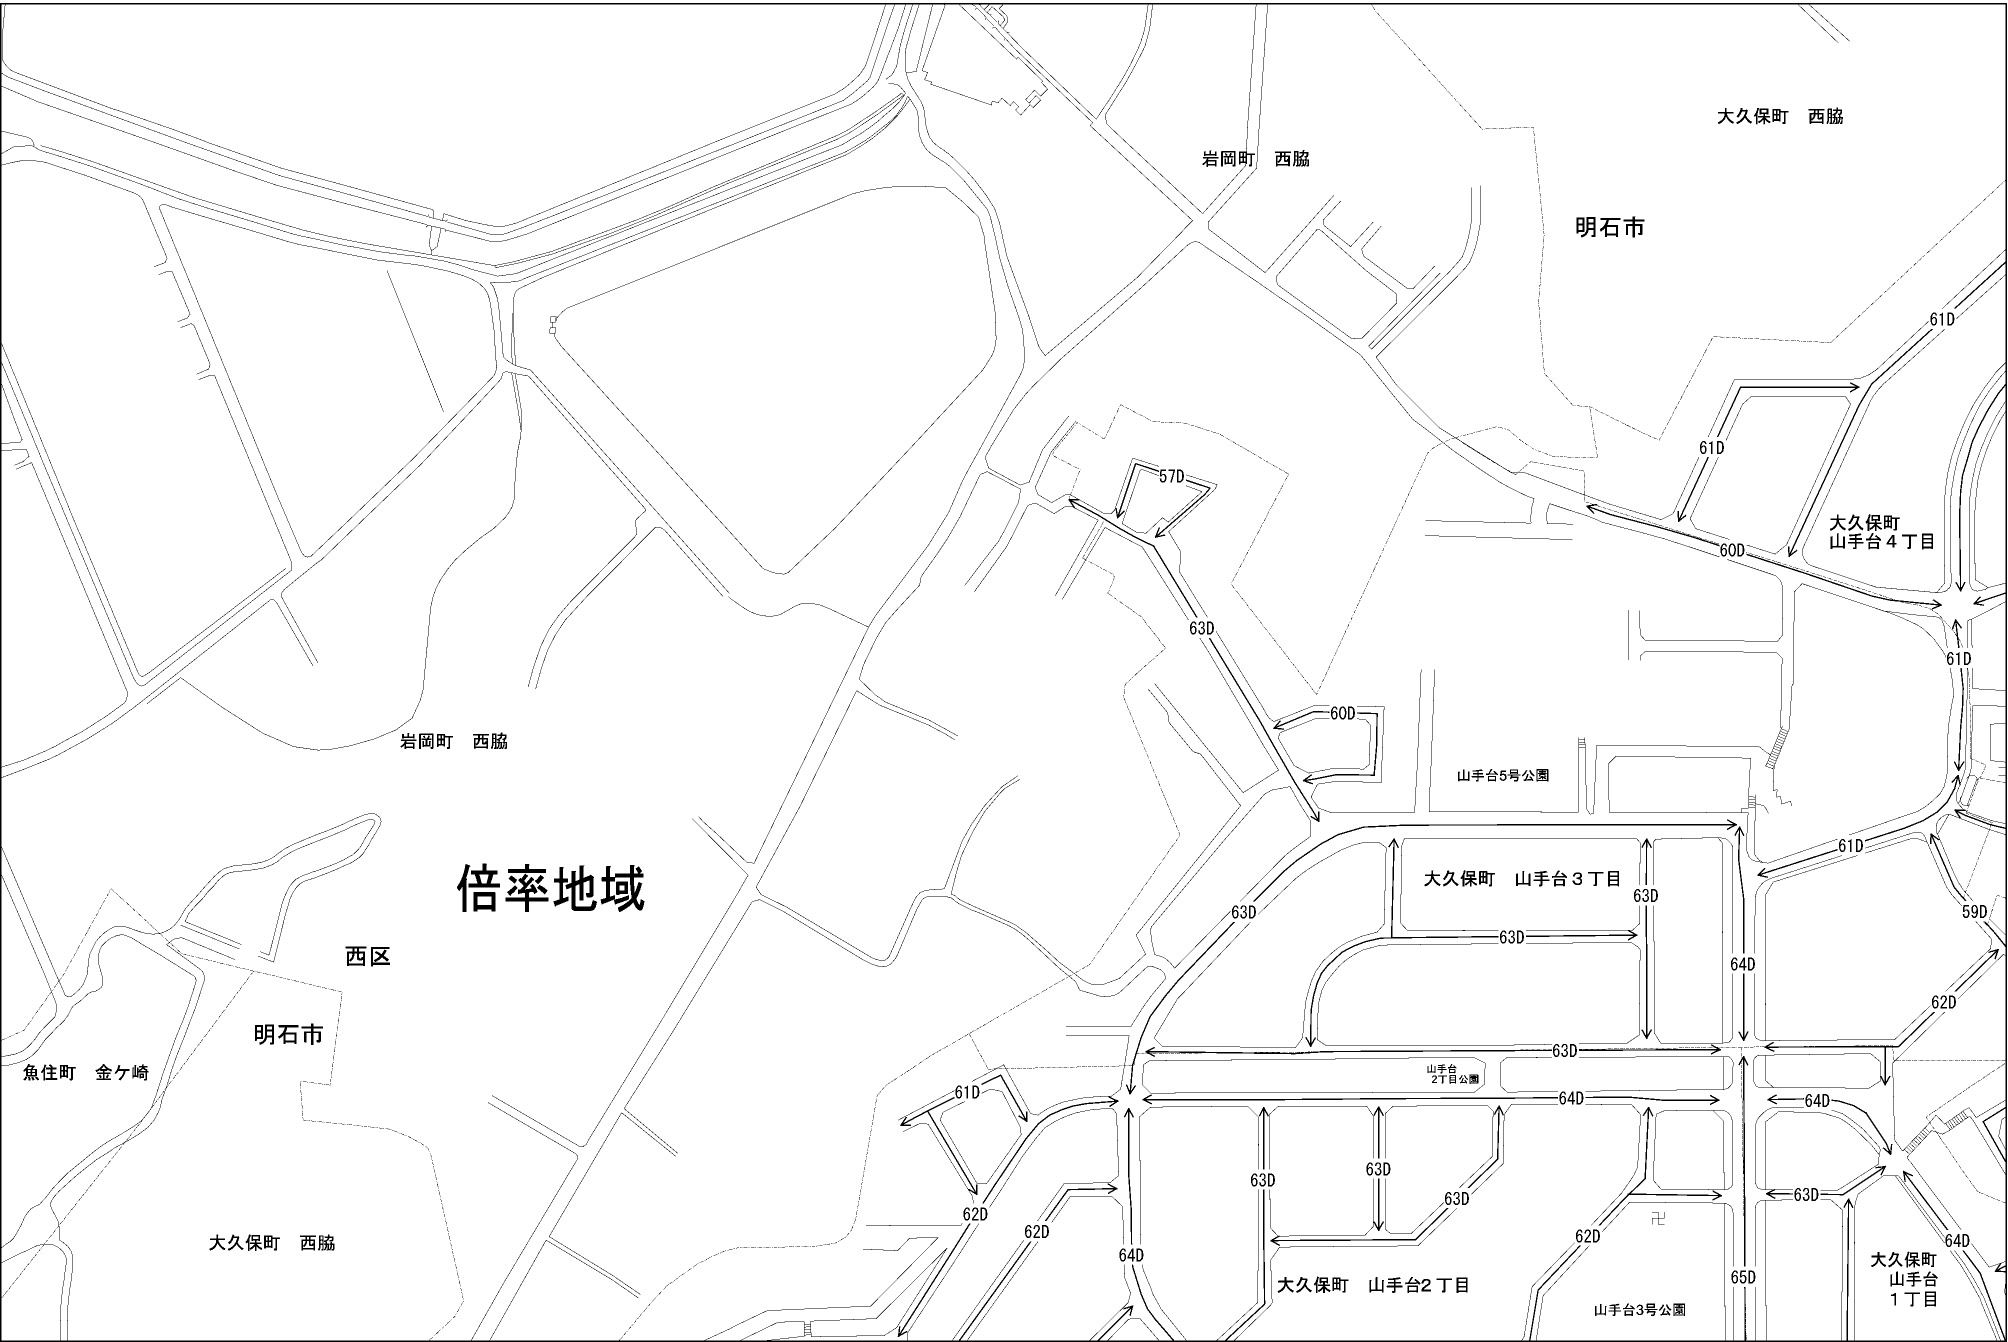 大久保町　西脇
岩岡町　西脇
明石市
61D
61D
57D
大久保町
山手台４丁目
60D
63D
61D
60D
岩岡町　西脇
山手台5号公園
61D
倍率地域
大久保町　山手台３丁目
63D
63D
59D
63D
西区
64D
62D
明石市
63D
魚住町　金ケ崎
山手台
2丁目公園
61D
64D
64D
63D
63D
63D
63D
62D
卍
62D
64D
62D
64D
大久保町　西脇
大久保町
山手台
１丁目
65D
大久保町　山手台２丁目
山手台3号公園